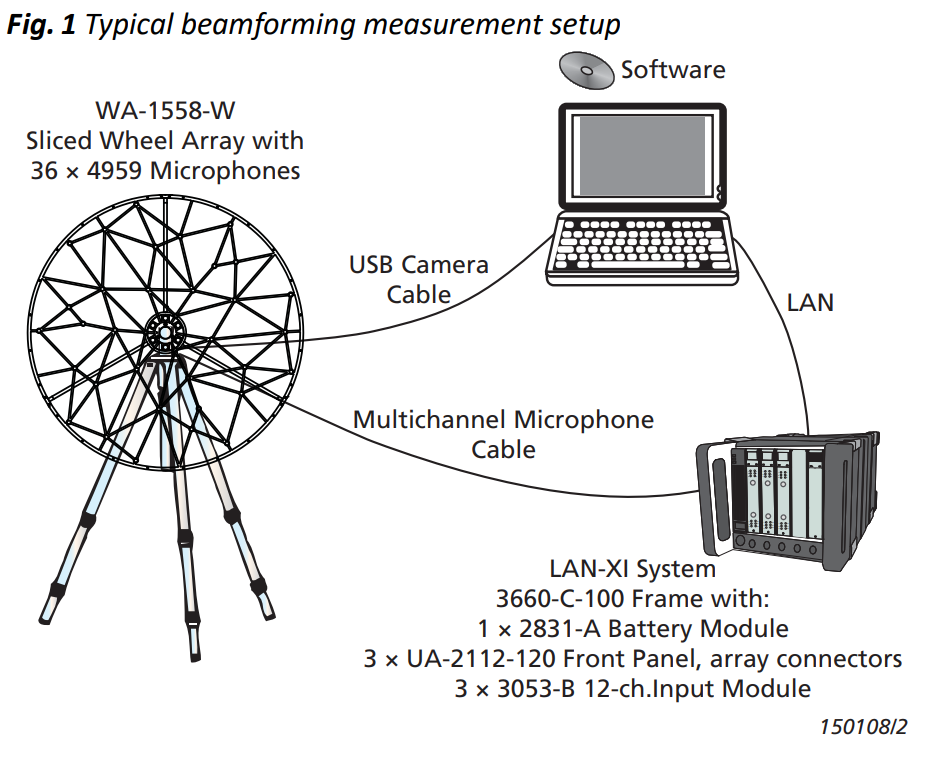 Fig. 1 Typical beamforming measurement setup
Software
WA-1558-W
Sliced Wheel Array with
36 × 4959 Microphones
USB Camera
Cable
LAN
Multichannel Microphone
Cable
LAN-XI System
3660-C-100 Frame with:
1 × 2831-A Battery Module
3 × UA-2112-120 Front Panel, array connectors
3 × 3053-B 12-ch.Input Module
150108/2